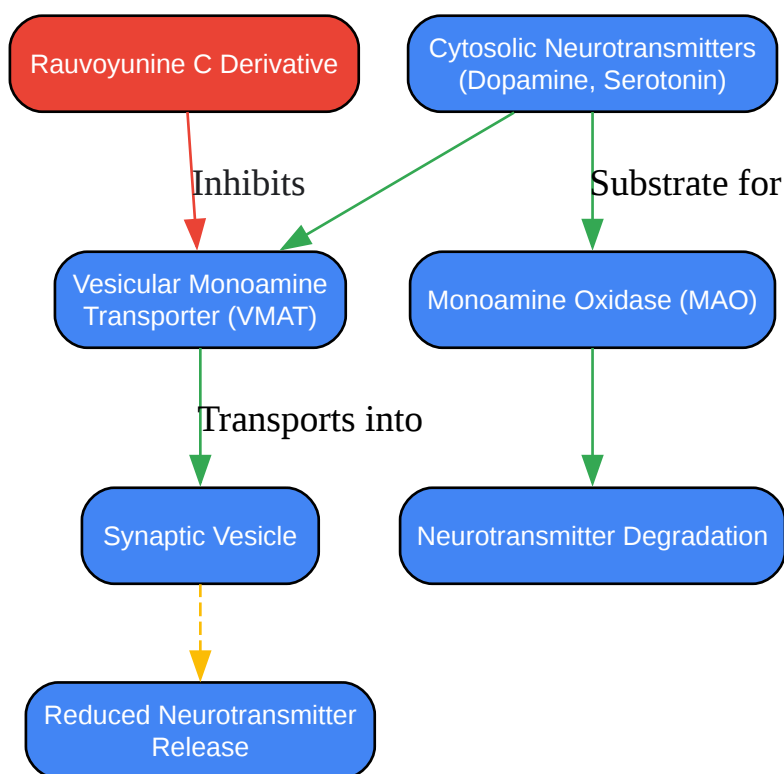 Rauvoyunine C Derivative
Cytosolic Neurotransmitters
(Dopamine, Serotonin)
Inhibits
Substrate for
Vesicular Monoamine
Transporter (VMAT)
Monoamine Oxidase (MAO)
Transports into
Synaptic Vesicle
Neurotransmitter Degradation
Reduced Neurotransmitter
Release